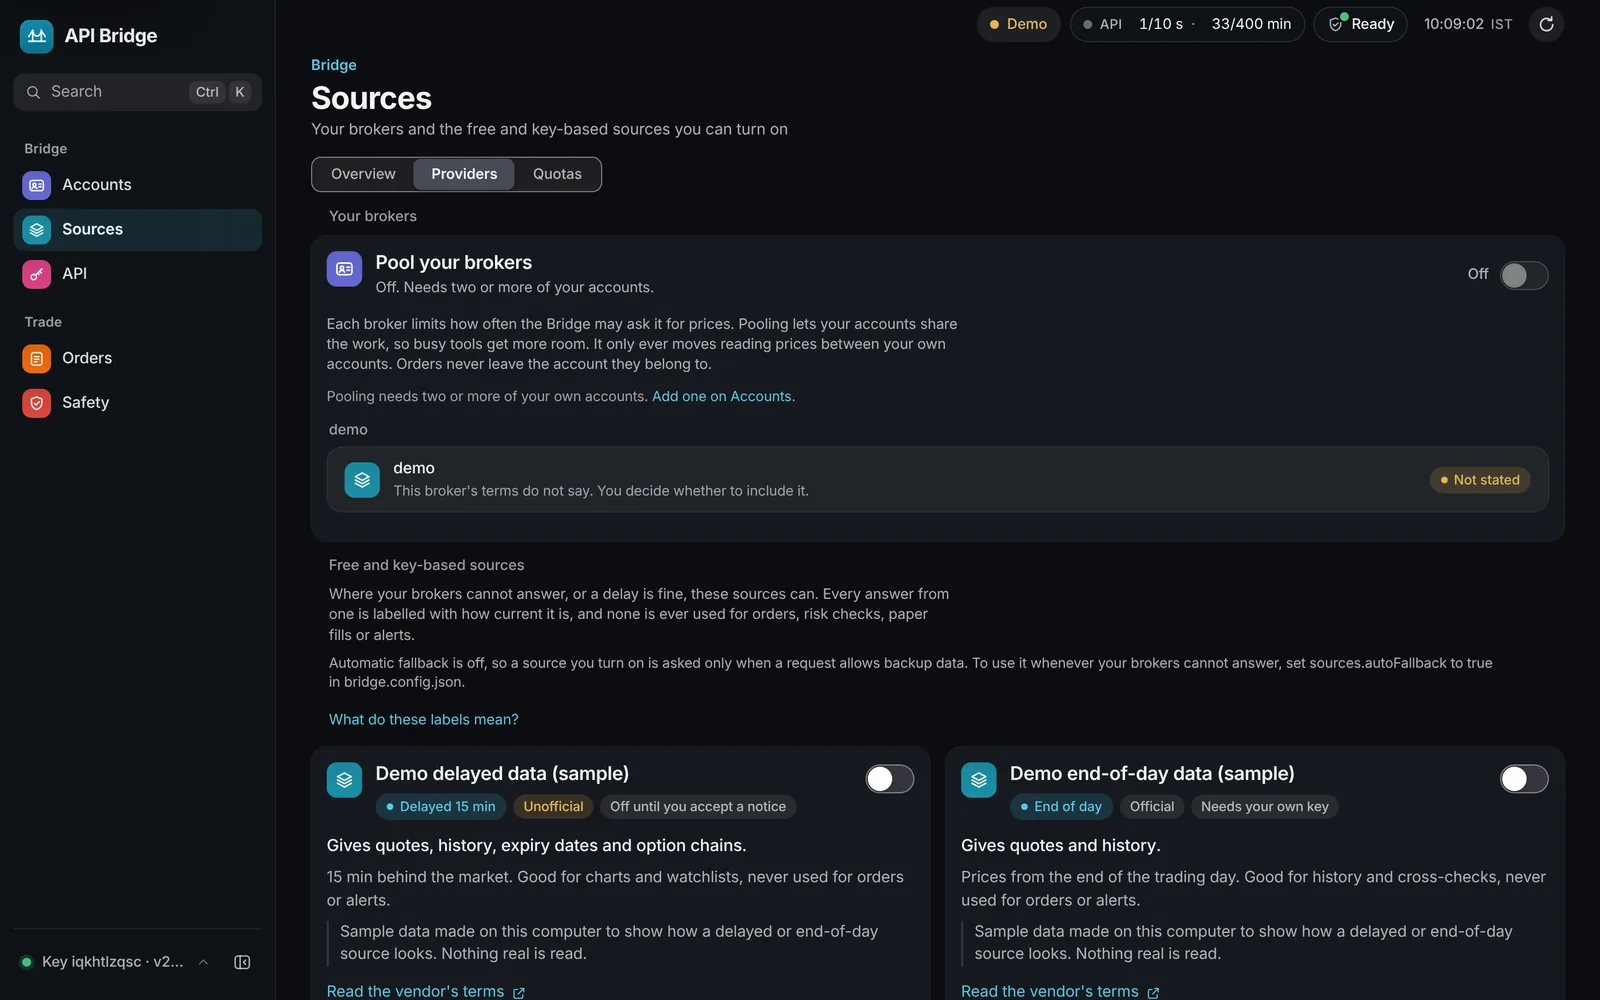 API Bridge
Search Ctrl K
Bridge
Accounts
Sources
API
Trade
Orders
Safety
Key iqkhtlzqsc · v2...
Demo
API 1/10 s · 33/400 min
Ready
10:09:02 IST
Bridge
Sources
Your brokers and the free and key-based sources you can turn on
Overview Providers Quotas
Your brokers
Pool your brokers
Off. Needs two or more of your accounts.
Off
Each broker limits how often the Bridge may ask it for prices. Pooling lets your accounts share
the work, so busy tools get more room. It only ever moves reading prices between your own
accounts. Orders never leave the account they belong to.
Pooling needs two or more of your own accounts. Add one on Accounts.
demo
demo
This broker's terms do not say. You decide whether to include it.
Not stated
Free and key-based sources
Where your brokers cannot answer, or a delay is fine, these sources can. Every answer from
one is labelled with how current it is, and none is ever used for orders, risk checks, paper
fills or alerts.
Automatic fallback is off, so a source you turn on is asked only when a request allows backup data. To use it whenever your brokers cannot answer, set sources.autoFallback to true
in bridge.config.json.
What do these labels mean?
Demo delayed data (sample)
Delayed 15 min Unofficial Off until you accept a notice
Gives quotes, history, expiry dates and option chains.
15 min behind the market. Good for charts and watchlists, never used for orders
or alerts.
Sample data made on this computer to show how a delayed or end-of-day
source looks. Nothing real is read.
Read the vendor's terms
Demo end-of-day data (sample)
End of day Official Needs your own key
Gives quotes and history.
Prices from the end of the trading day. Good for history and cross-checks, never
used for orders or alerts.
Sample data made on this computer to show how a delayed or end-of-day
source looks. Nothing real is read.
Read the vendor's terms